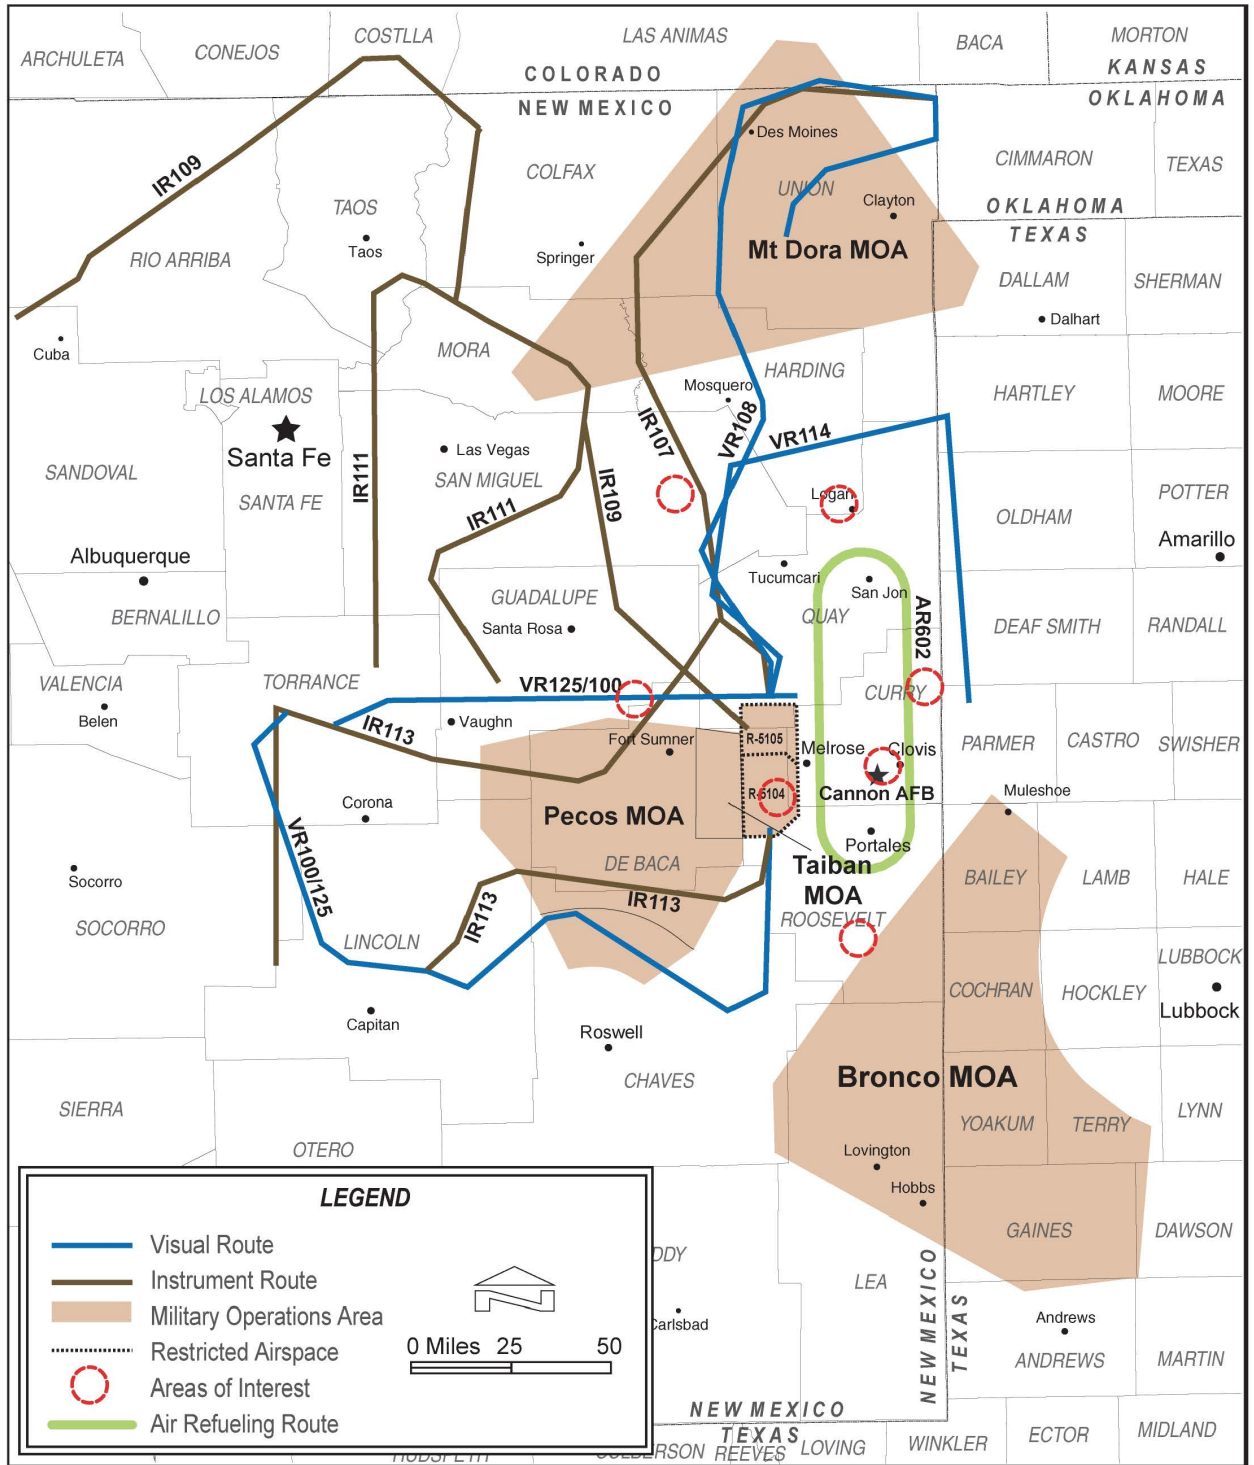 ARCHULETA
CONEJOS
COSTLLA
LAS ANIMAS
BACA
MORTON
COLORADO
KANSAS
NEW MEXICO
OKLAHOMA
Des Moines
COLFAX
CIMMARON
TEXAS
IR109
UNION
Clayton
TAOS
Taos
OKLAHOMA
TEXAS
RIO ARRIBA
Springer
Mt Dora MOA
DALLAM
SHERMAN
Dalhart
Cuba
MORA
HARDING
Mosquero
LOS ALAMOS
HARTLEY
MOORE
IR107
VR108
VR114
Santa Fe
Las Vegas
SANDOVAL
SAN MIGUEL
IR111
IR109
SANTA FE
Logan
POTTER
IR111
OLDHAM
Amarillo
Albuquerque
Tucumcari
San Jon
GUADALUPE
BERNALILLO
QUAY
AR602
Santa Rosa
DEAF SMITH
RANDALL
VALENCIA
TORRANCE
VR125/100
CURRY
Belen
Vaughn
IR113
Fort Sumner
R-5105
Melrose
Clovis
PARMER
CASTRO
SWISHER
R-5104
Cannon AFB
Muleshoe
Corona
Pecos MOA
Portales
VR100/125
DE BACA
Taiban
MOA
Socorro
BAILEY
LAMB
HALE
IR113
IR113
ROOSEVELT
SOCORRO
LINCOLN
LUBBOCK
COCHRAN
HOCKLEY
Lubbock
Capitan
Roswell
Bronco MOA
CHAVES
SIERRA
YOAKUM
TERRY
LYNN
OTERO
Lovington
Hobbs
LEGEND
GAINES
DAWSON
Visual Route
Instrument Route
Military Operations Area
Restricted Airspace
Areas of Interest
Air Refueling Route
0 Miles 25 50
DDY
LEA
Carlsbad
NEW MEXICO
TEXAS
Andrews
ANDREWS
MARTIN
NEW MEXICO
TEXAS
REEVES
LOVING
WINKLER
ECTOR
MIDLAND